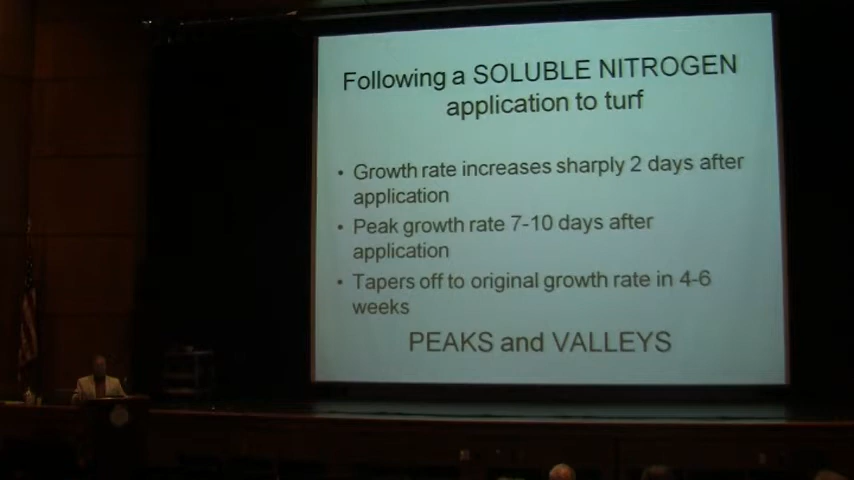 Following a SOLUBLE NITROGEN
application to turf
• Growth rate increases sharply 2 days after
application
• Peak growth rate 7-10 days after
application
• Tapers off to original growth rate in 4-6
weeks
PEAKS and VALLEYS